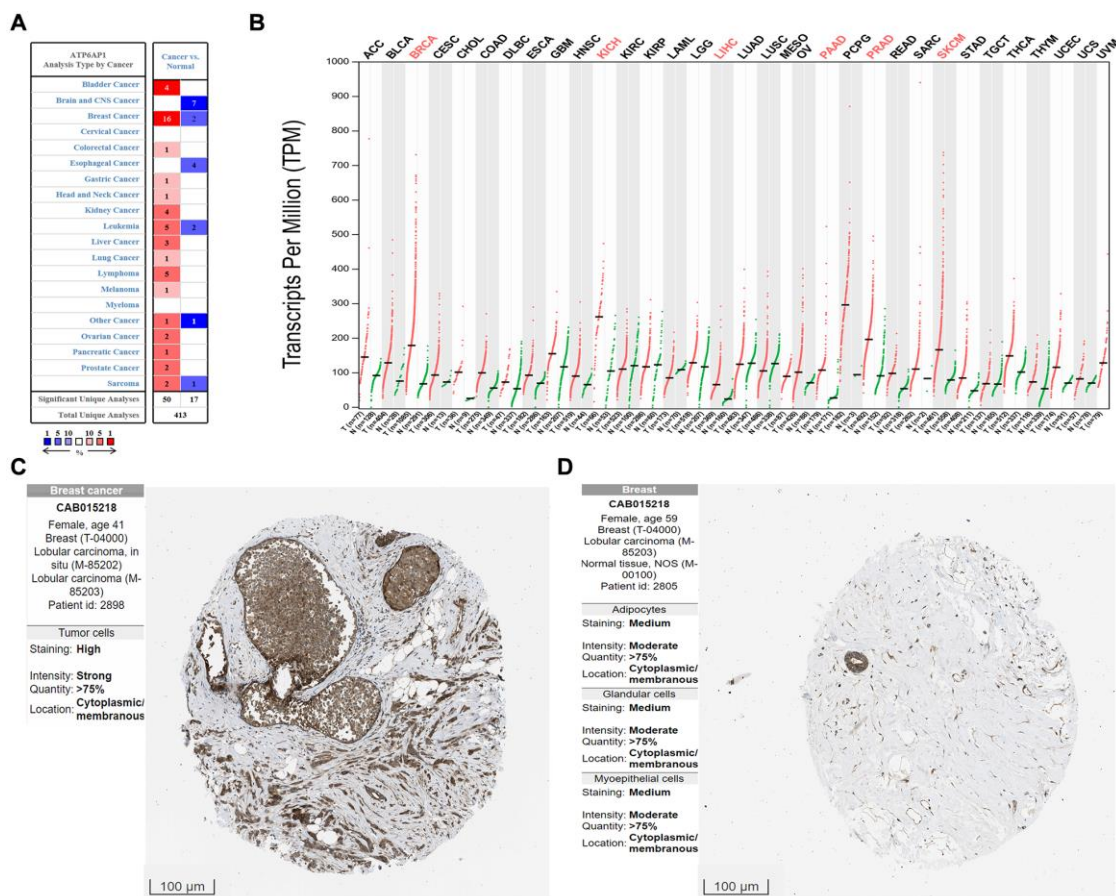 A
ATP6AP1
Analysis Type by Cancer
Cancer vs.
Normal
Bladder Cancer 4
Brain and CNS Cancer 7
Breast Cancer 16 2
Cervical Cancer
Colorectal Cancer 1
Esophageal Cancer 4
Gastric Cancer 1
Head and Neck Cancer 1
Kidney Cancer 4
Leukemia 5 2
Liver Cancer 3
Lung Cancer 1
Lymphoma 5
Melanoma 1
Myeloma
Other Cancer 1 1
Ovarian Cancer 2
Pancreatic Cancer 1
Prostate Cancer 2
Sarcoma 2 1
Significant Unique Analyses 50 17
Total Unique Analyses 413
1 5 10 10 5 1
%
B
ACC BLCA BRCA CESC CHOL COAD DLBC ESCA GBM HNSC KICH KIRC KIRP LAML LGG LIHC LUAD LUSC MESO OV PAAD PCPG PRAD READ SARC SKCM STAD TGCT THCA THYM UCEC UCS UVM
Transcripts Per Million (TPM)
1000
900
800
700
600
500
400
300
200
100
0
C
Breast cancer
CAB015218
Female, age 41
Breast (T-04000)
Lobular carcinoma, in
situ (M-85202)
Lobular carcinoma (M-
85203)
Patient id: 2898
Tumor cells
Staining: High
Intensity: Strong
Quantity: >75%
Location: Cytoplasmic/
membranous
100 μm
D
Breast
CAB015218
Female, age 59
Breast (T-04000)
Lobular carcinoma (M-
85203)
Normal tissue, NOS (M-
00100)
Patient id: 2805
Adipocytes
Staining: Medium
Intensity: Moderate
Quantity: >75%
Location: Cytoplasmic/
membranous
Glandular cells
Staining: Medium
Intensity: Moderate
Quantity: >75%
Location: Cytoplasmic/
membranous
Myoepithelial cells
Staining: Medium
Intensity: Moderate
Quantity: >75%
Location: Cytoplasmic/
membranous
100 μm